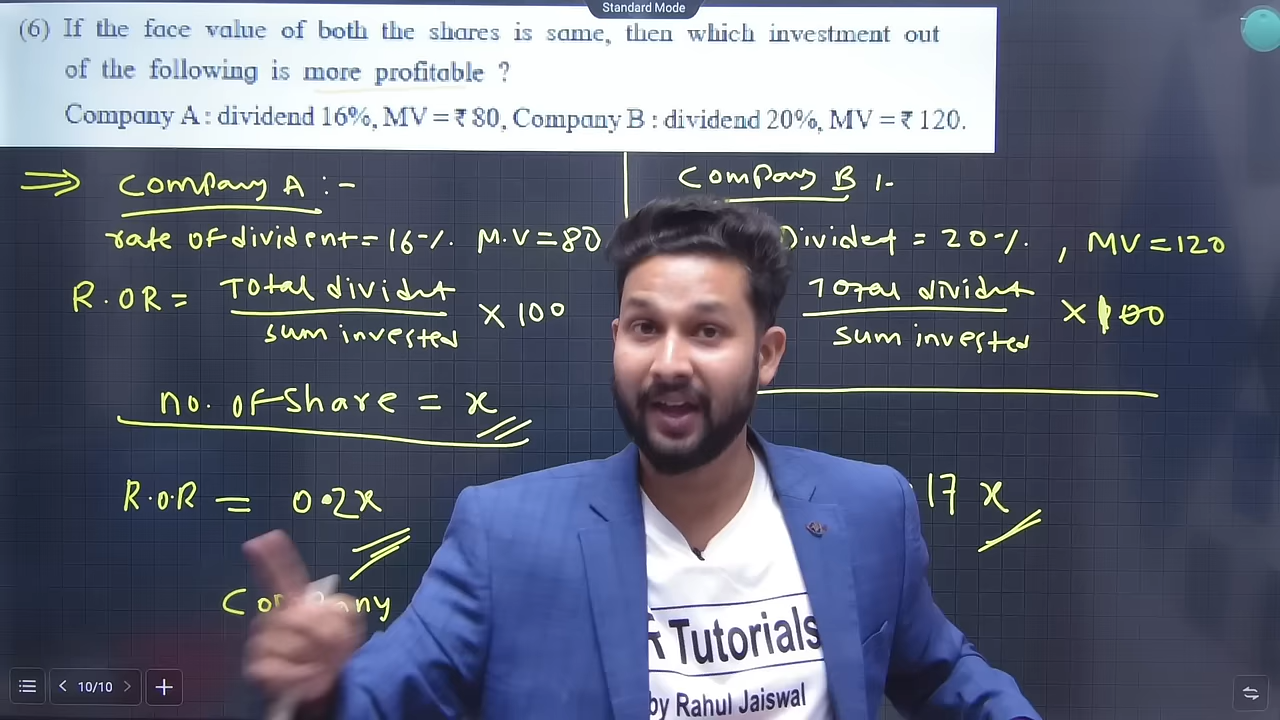 Standard Mode
(6) If the face value of both the shares is same, then which investment out
of the following is more profitable ?
Company A : dividend 16%, MV = ₹ 80, Company B : dividend 20%, MV = ₹ 120.
⇒ Company A :-
rate of divident = 16%. M.V = 80
R.OR = Total divident / sum invested × 100
no. of share = x
R.O.R = 0.2x
Company
Company B :-
Divident = 20%. , MV = 120
Total divident / sum invested × 100
.17 x
Tutorials
by Rahul Jaiswal
10/10